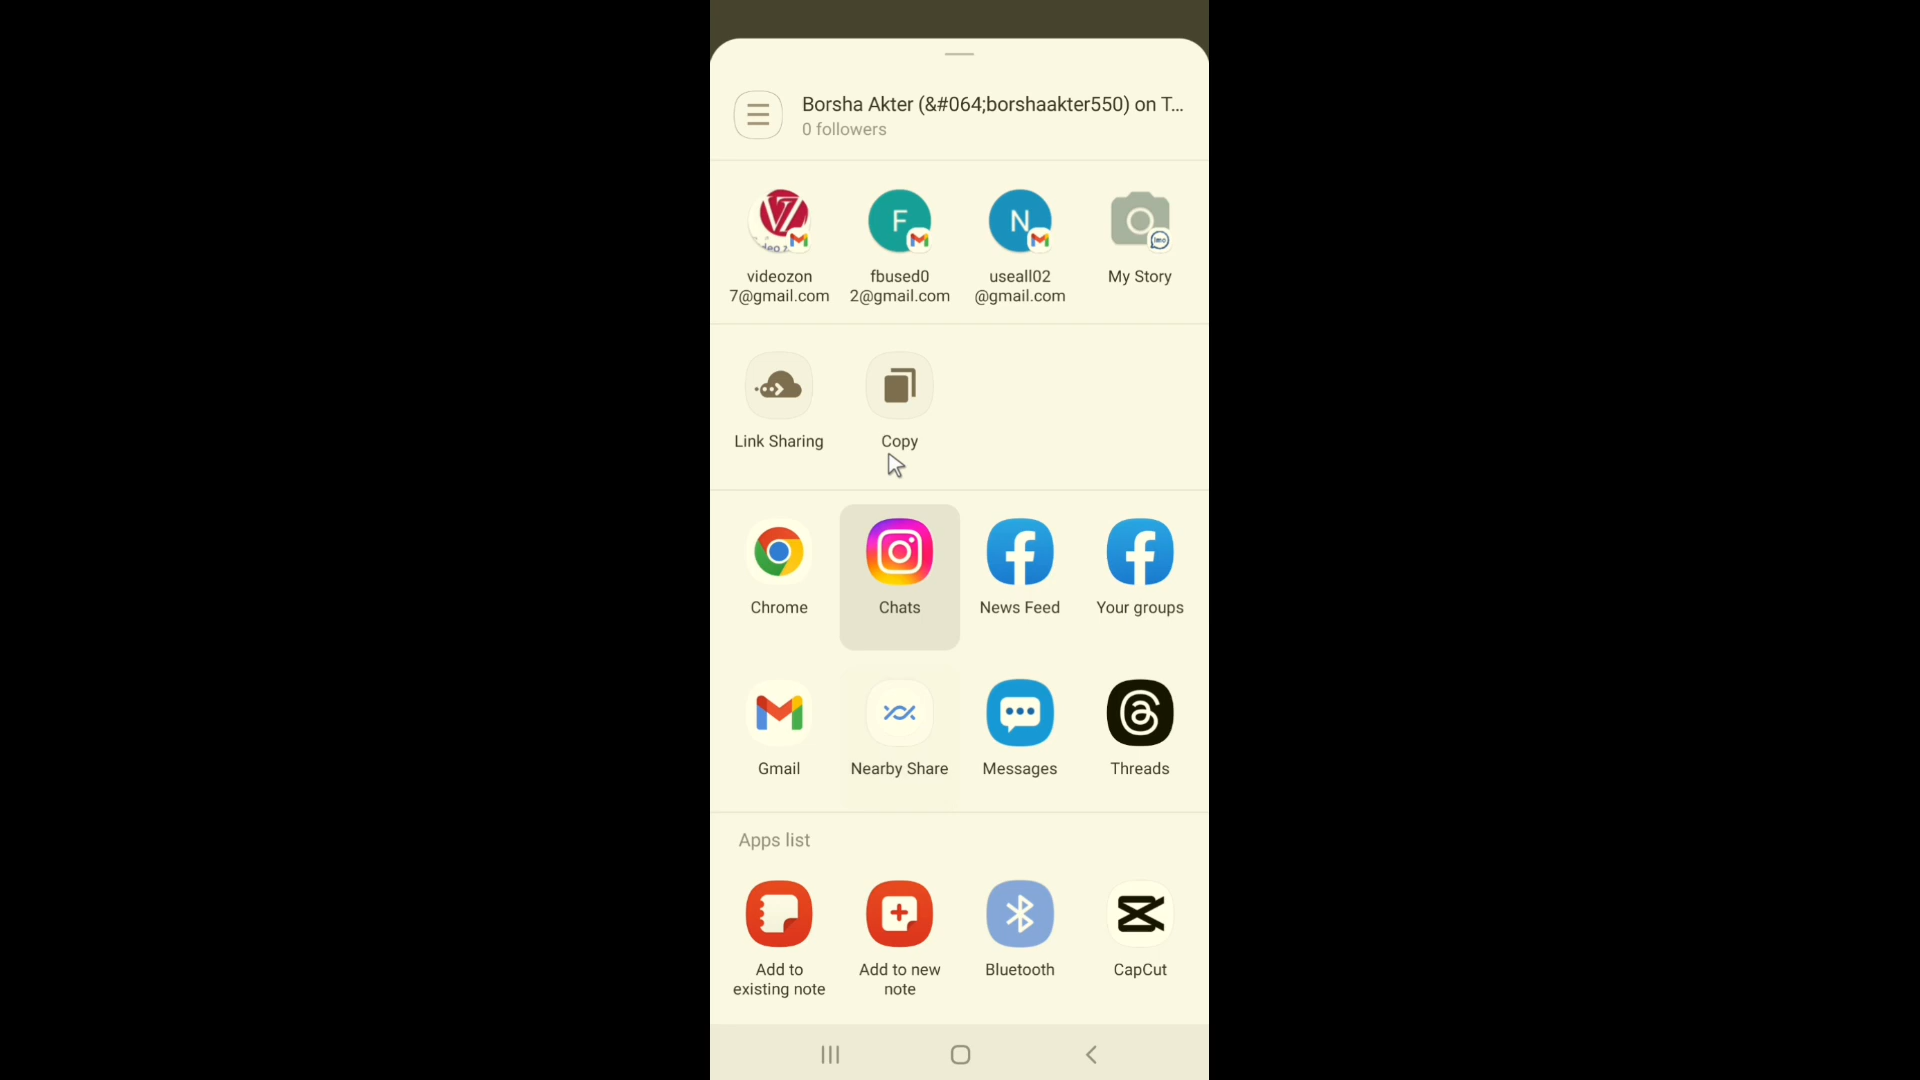 Borsha Akter (&#064;borshaakter550) on T...
0 followers
videozon
7@gmail.com
fbused0
2@gmail.com
useall02
@gmail.com
My Story
Link Sharing
Copy
Chrome
Chats
News Feed
Your groups
Gmail
Nearby Share
Messages
Threads
Apps list
Add to
existing note
Add to new
note
Bluetooth
CapCut